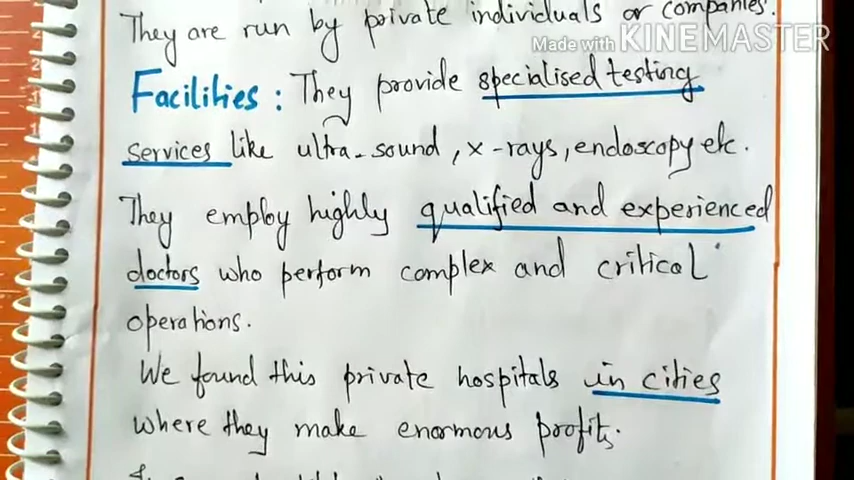 They are run by private individuals or companies.
Made with KINEMASTER
Facilities: They provide specialised testing
services like ultra-sound, x-rays, endoscopy etc.
They employ highly qualified and experienced
doctors who perform complex and critical
operations.
We found this private hospitals in cities
where they make enormous profits.